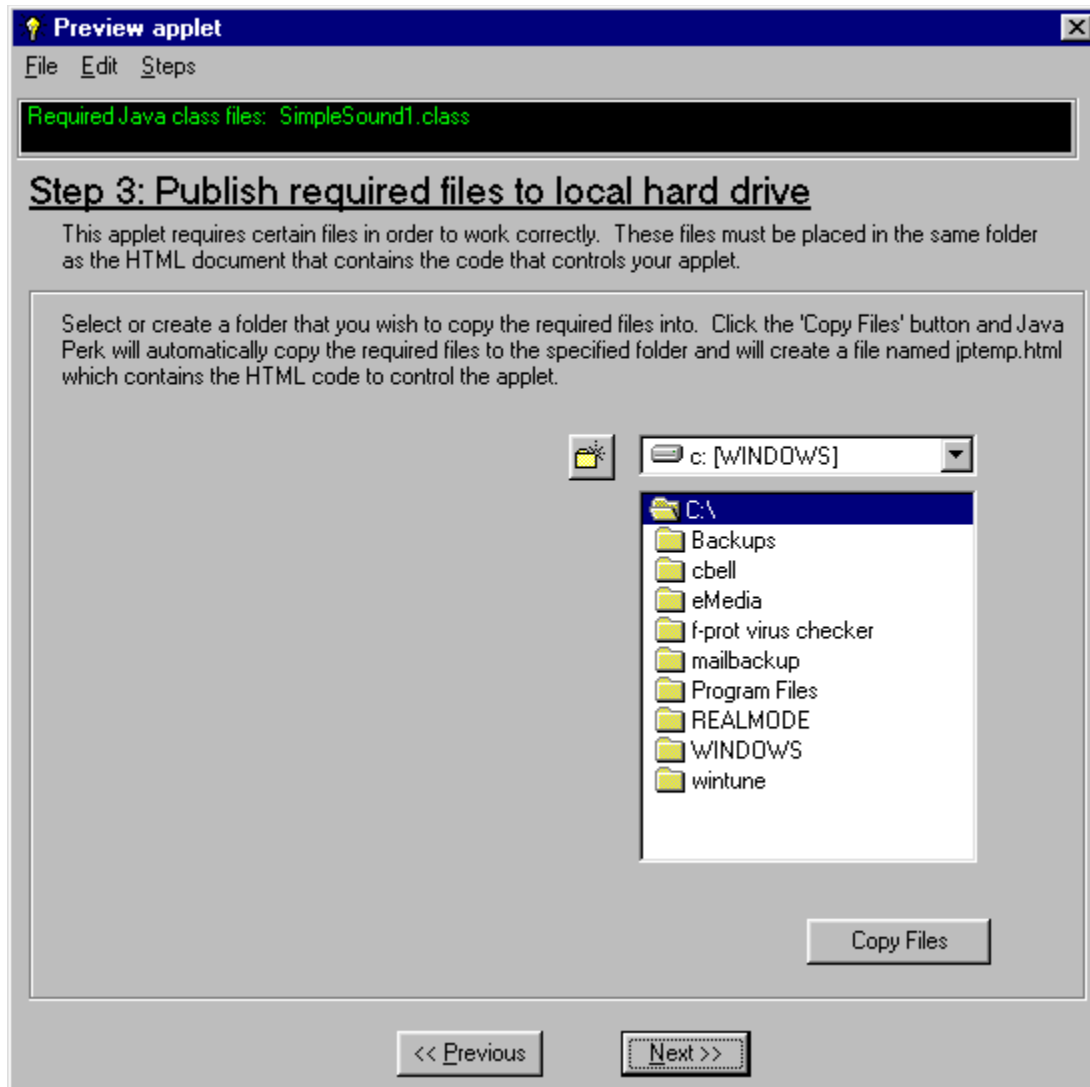 Preview applet
File Edit Steps
Required Java class files:  SimpleSound1.class
Step 3: Publish required files to local hard drive
This applet requires certain files in order to work correctly.  These files must be placed in the same folder
as the HTML document that contains the code that controls your applet.
Select or create a folder that you wish to copy the required files into.  Click the 'Copy Files' button and Java
Perk will automatically copy the required files to the specified folder and will create a file named jptemp.html
which contains the HTML code to control the applet.
c: [WINDOWS]
C:\
Backups
cbell
eMedia
f-prot virus checker
mailbackup
Program Files
REALMODE
WINDOWS
wintune
Copy Files
<< Previous
Next >>